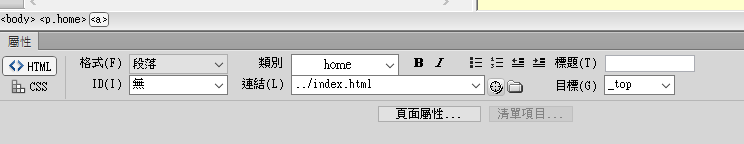 <body> <p.home> <a>
屬性
<> HTML 格式(F) 段落 類別 home B I 標題(T)
CSS ID(I) 無 連結(L) ../index.html 目標(G) _top
頁面屬性... 清單項目...